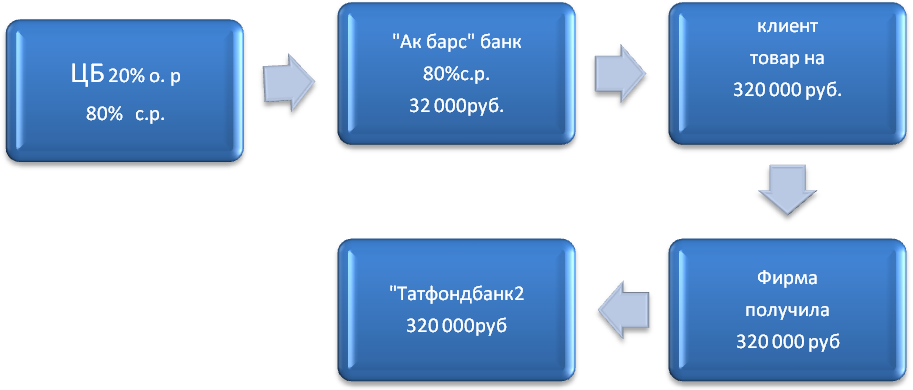 ЦБ 20% о. р
80% с.р.
"Ак барс" банк
80%с.р.
32 000руб.
клиент
товар на
320 000 руб.
Фирма
получила
320 000 руб
"Татфондбанк2
320 000руб